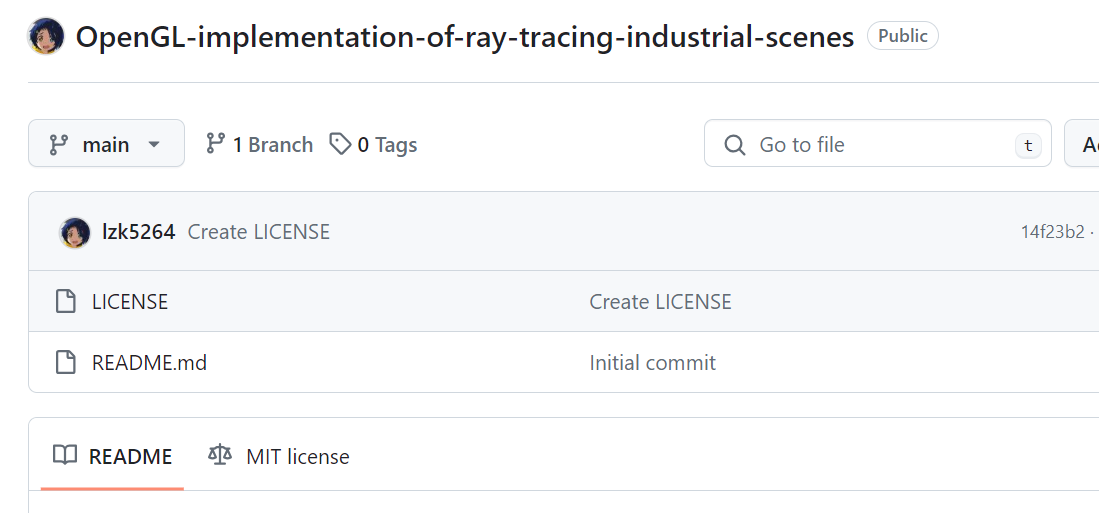 OpenGL-implementation-of-ray-tracing-industrial-scenes Public
main 1 Branch 0 Tags Go to file t
lzk5264 Create LICENSE 14f23b2 ·
LICENSE Create LICENSE
README.md Initial commit
README MIT license